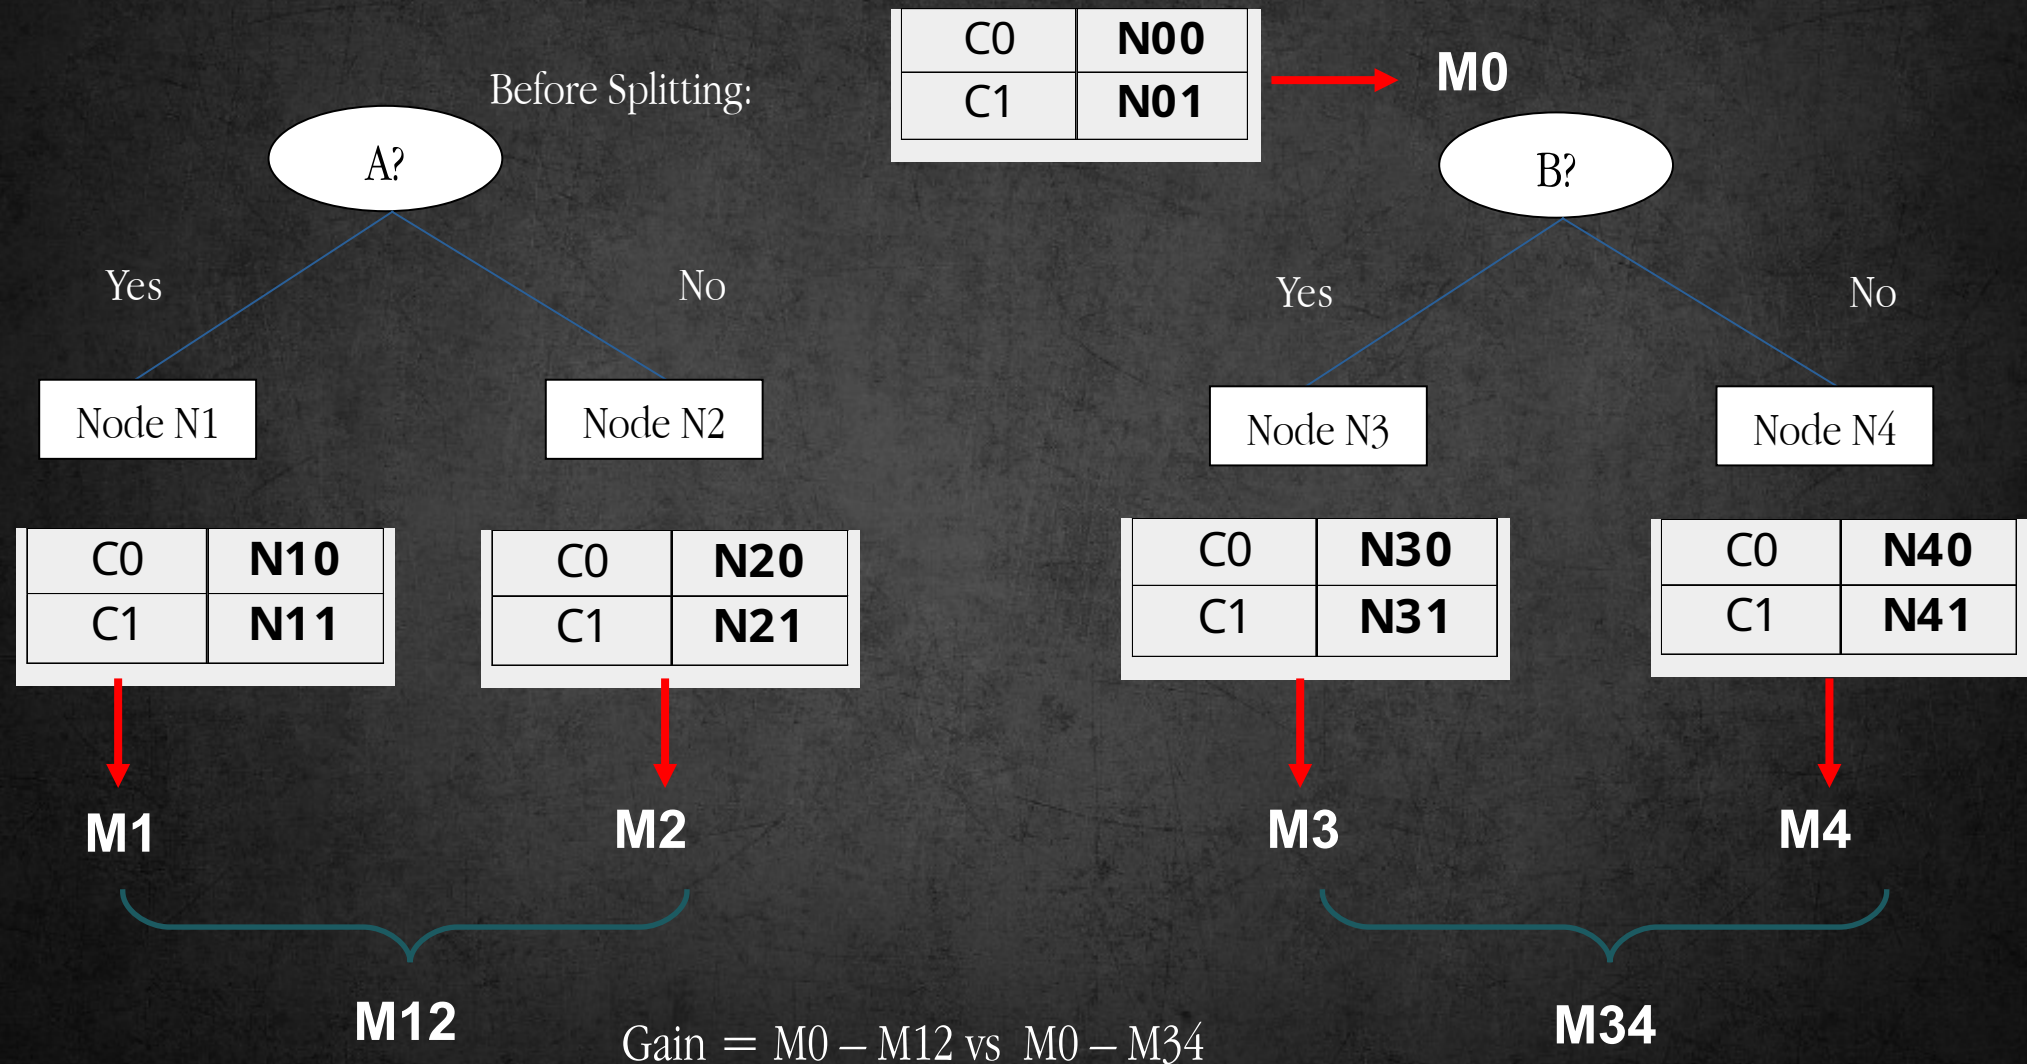 Before Splitting:
C0 N00
C1 N01
M0
A?
Yes
No
Node N1
Node N2
C0 N10
C1 N11
C0 N20
C1 N21
M1
M2
M12
B?
Yes
No
Node N3
Node N4
C0 N30
C1 N31
C0 N40
C1 N41
M3
M4
M34
Gain = M0 – M12 vs M0 – M34